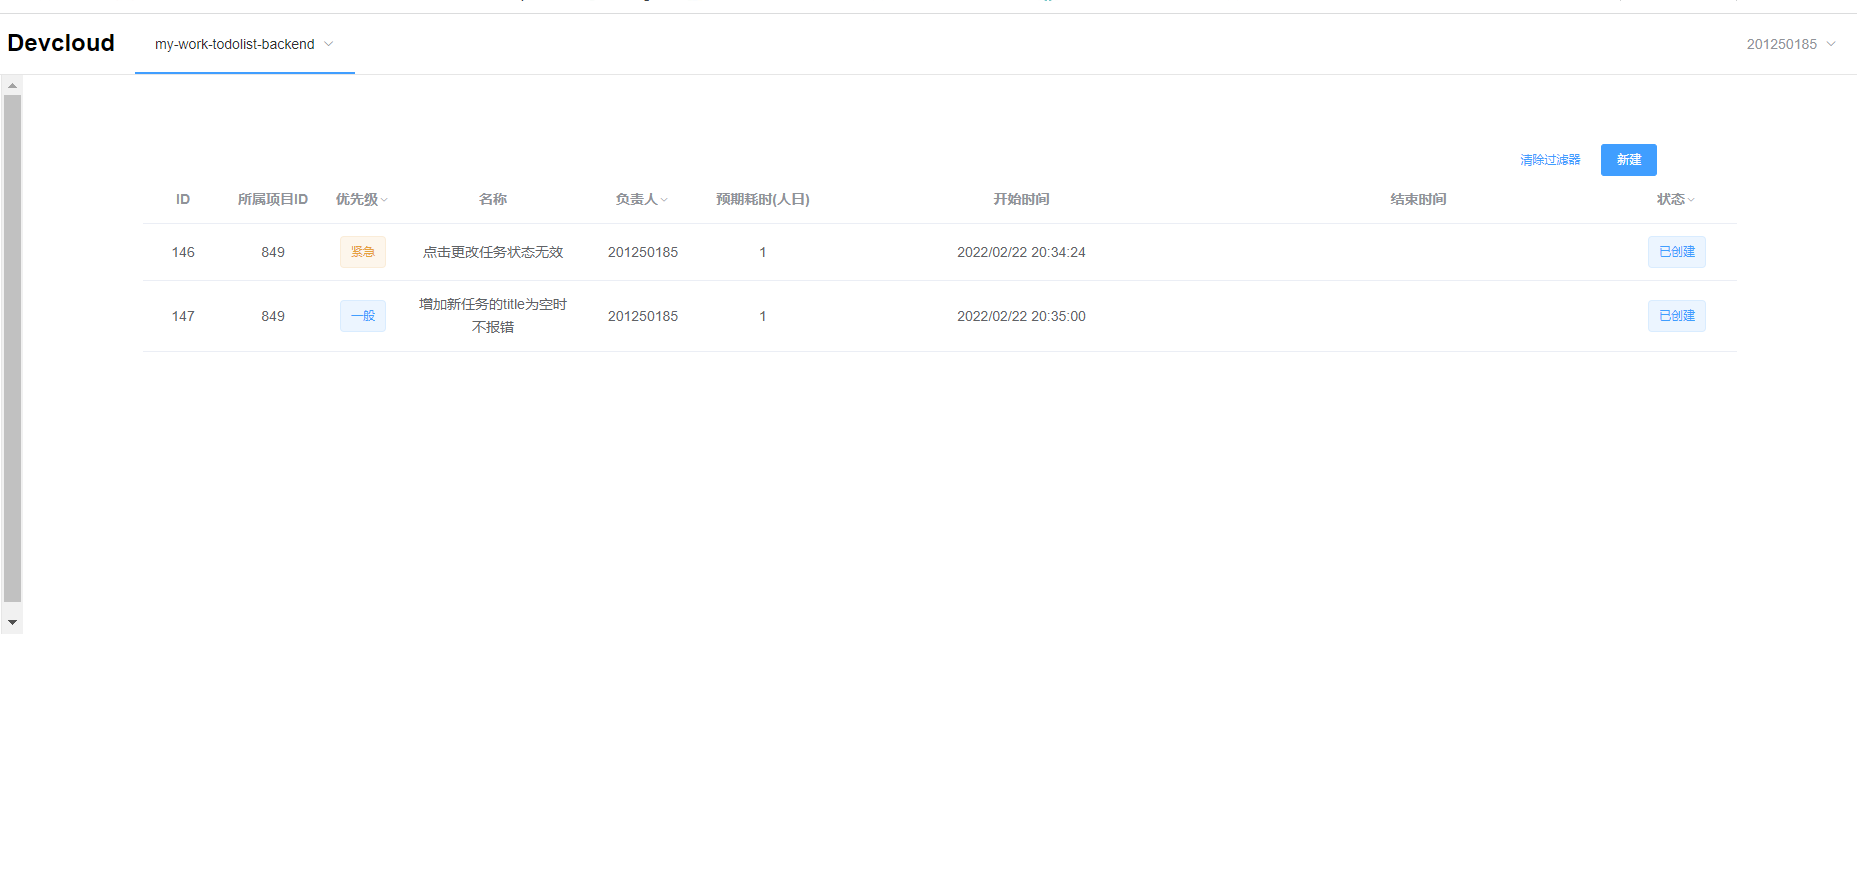 Devcloud my-work-todolist-backend 201250185
清除过滤器 新建
ID 所属项目ID 优先级 名称 负责人 预期耗时(人日) 开始时间 结束时间 状态
146 849 紧急 点击更改任务状态无效 201250185 1 2022/02/22 20:34:24 已创建
147 849 一般 增加新任务的title为空时 201250185 1 2022/02/22 20:35:00 已创建
不报错